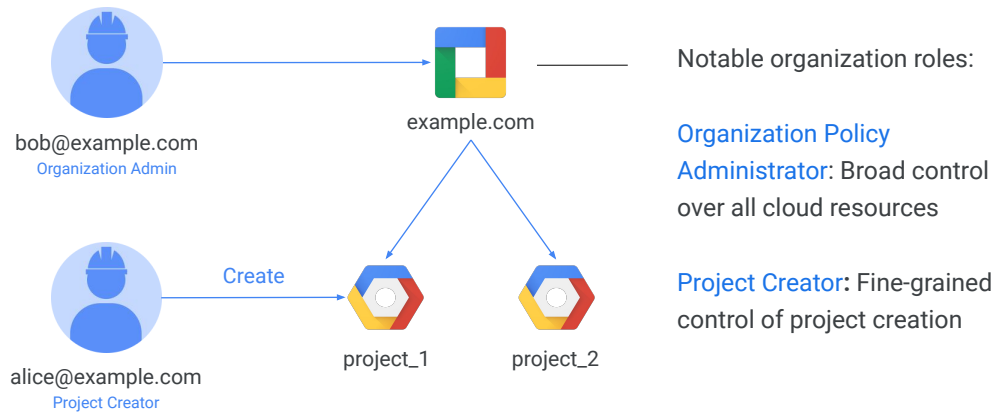 bob@example.com
Organization Admin
example.com
alice@example.com
Project Creator
Create
project_1
project_2
Notable organization roles:
Organization Policy
Administrator: Broad control
over all cloud resources
Project Creator: Fine-grained
control of project creation